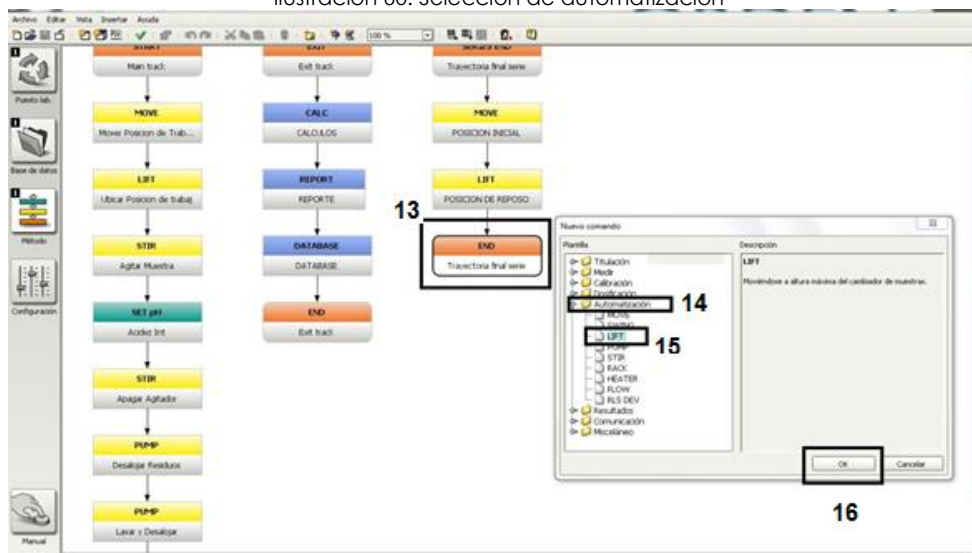 Ilustración 60. Selección de automatización
Archivo Editar Vista Insertar Ayuda
100 %
Puesto lab.
Base de datos
Método
Configuración
Manual
START
Main track
MOVE
Mover Posicion de Trab...
LIFT
Ubicar Posicion de trabaj
STIR
Agitar Muestra
SET pH
Acidez Int
STIR
Apagar Agitador
PUMP
Desalojar Residuos
PUMP
Lavar y Desalojar
EXIT
Exit track
CALC
CALCULOS
REPORT
REPORTE
DATABASE
DATABASE
END
Exit track
SERIES END
Trayectoria final serie
MOVE
POSICION INICIAL
LIFT
POSICION DE REPOSO
13
END
Trayectoria final serie
Nuevo comando
Plantilla
Titulación
Medir
Calibración
Dosificación
Automatización
14
MOVE
SWING
LIFT
15
PUMP
STIR
RACK
HEATER
FLOW
RLS DEV
Resultados
Comunicación
Misceláneo
Descripción
LIFT
Moviéndose a altura máxima del cambiador de muestras.
OK
Cancelar
16